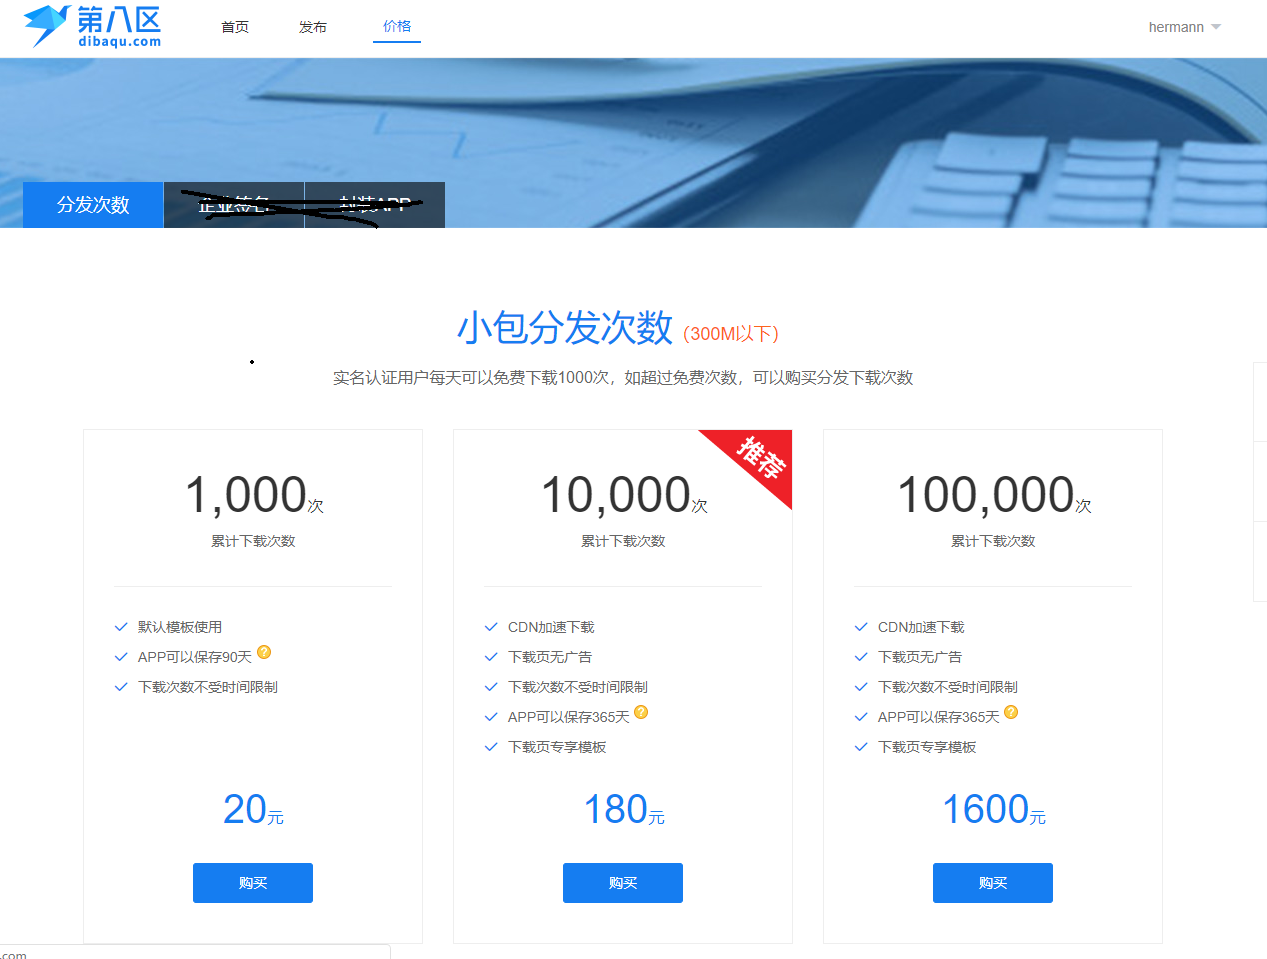 第八区
dibaqu.com
首页 发布 价格 hermann
分发次数 企业签名 封装APP
小包分发次数 (300M以下)
实名认证用户每天可以免费下载1000次，如超过免费次数，可以购买分发下载次数
推荐
1,000次
累计下载次数
默认模板使用
APP可以保存90天 ?
下载次数不受时间限制
20元
购买
10,000次
累计下载次数
CDN加速下载
下载页无广告
下载次数不受时间限制
APP可以保存365天 ?
下载页专享模板
180元
购买
100,000次
累计下载次数
CDN加速下载
下载页无广告
下载次数不受时间限制
APP可以保存365天 ?
下载页专享模板
1600元
购买
.com